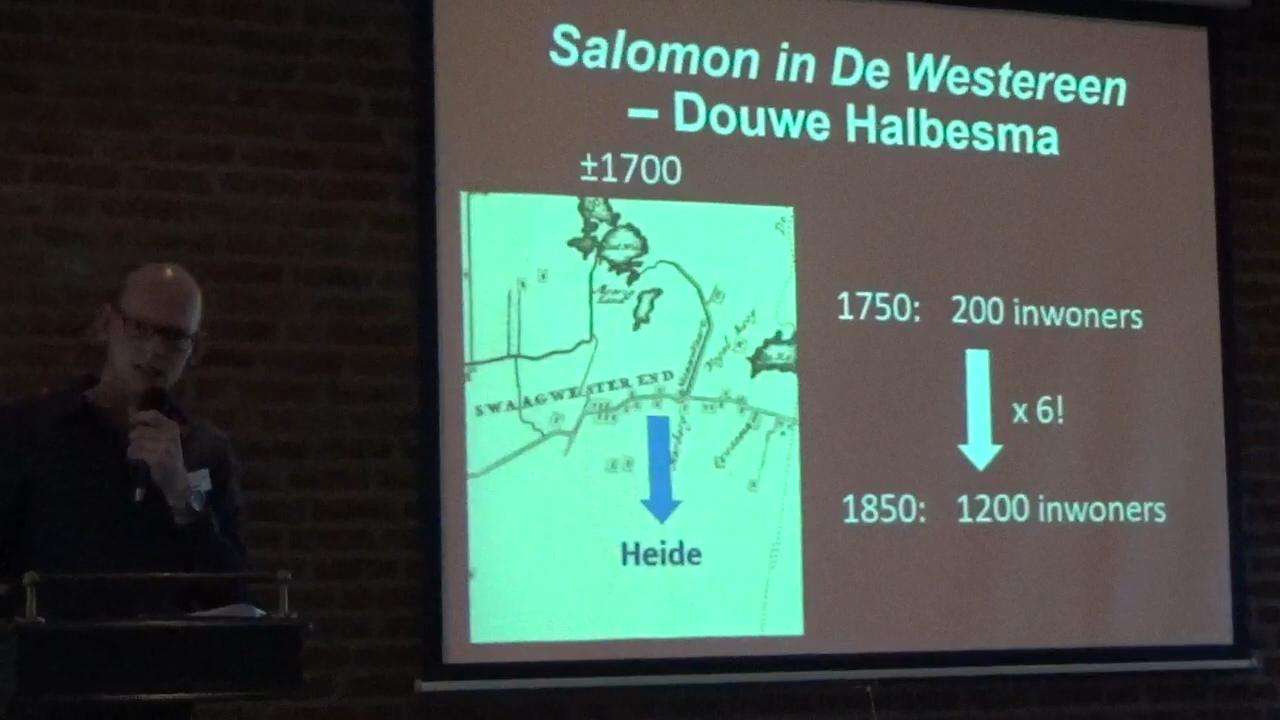 Salomon in De Westereen
– Douwe Halbesma
±1700
SWAAGWESTER END
Heide
1750: 200 inwoners
x 6!
1850: 1200 inwoners